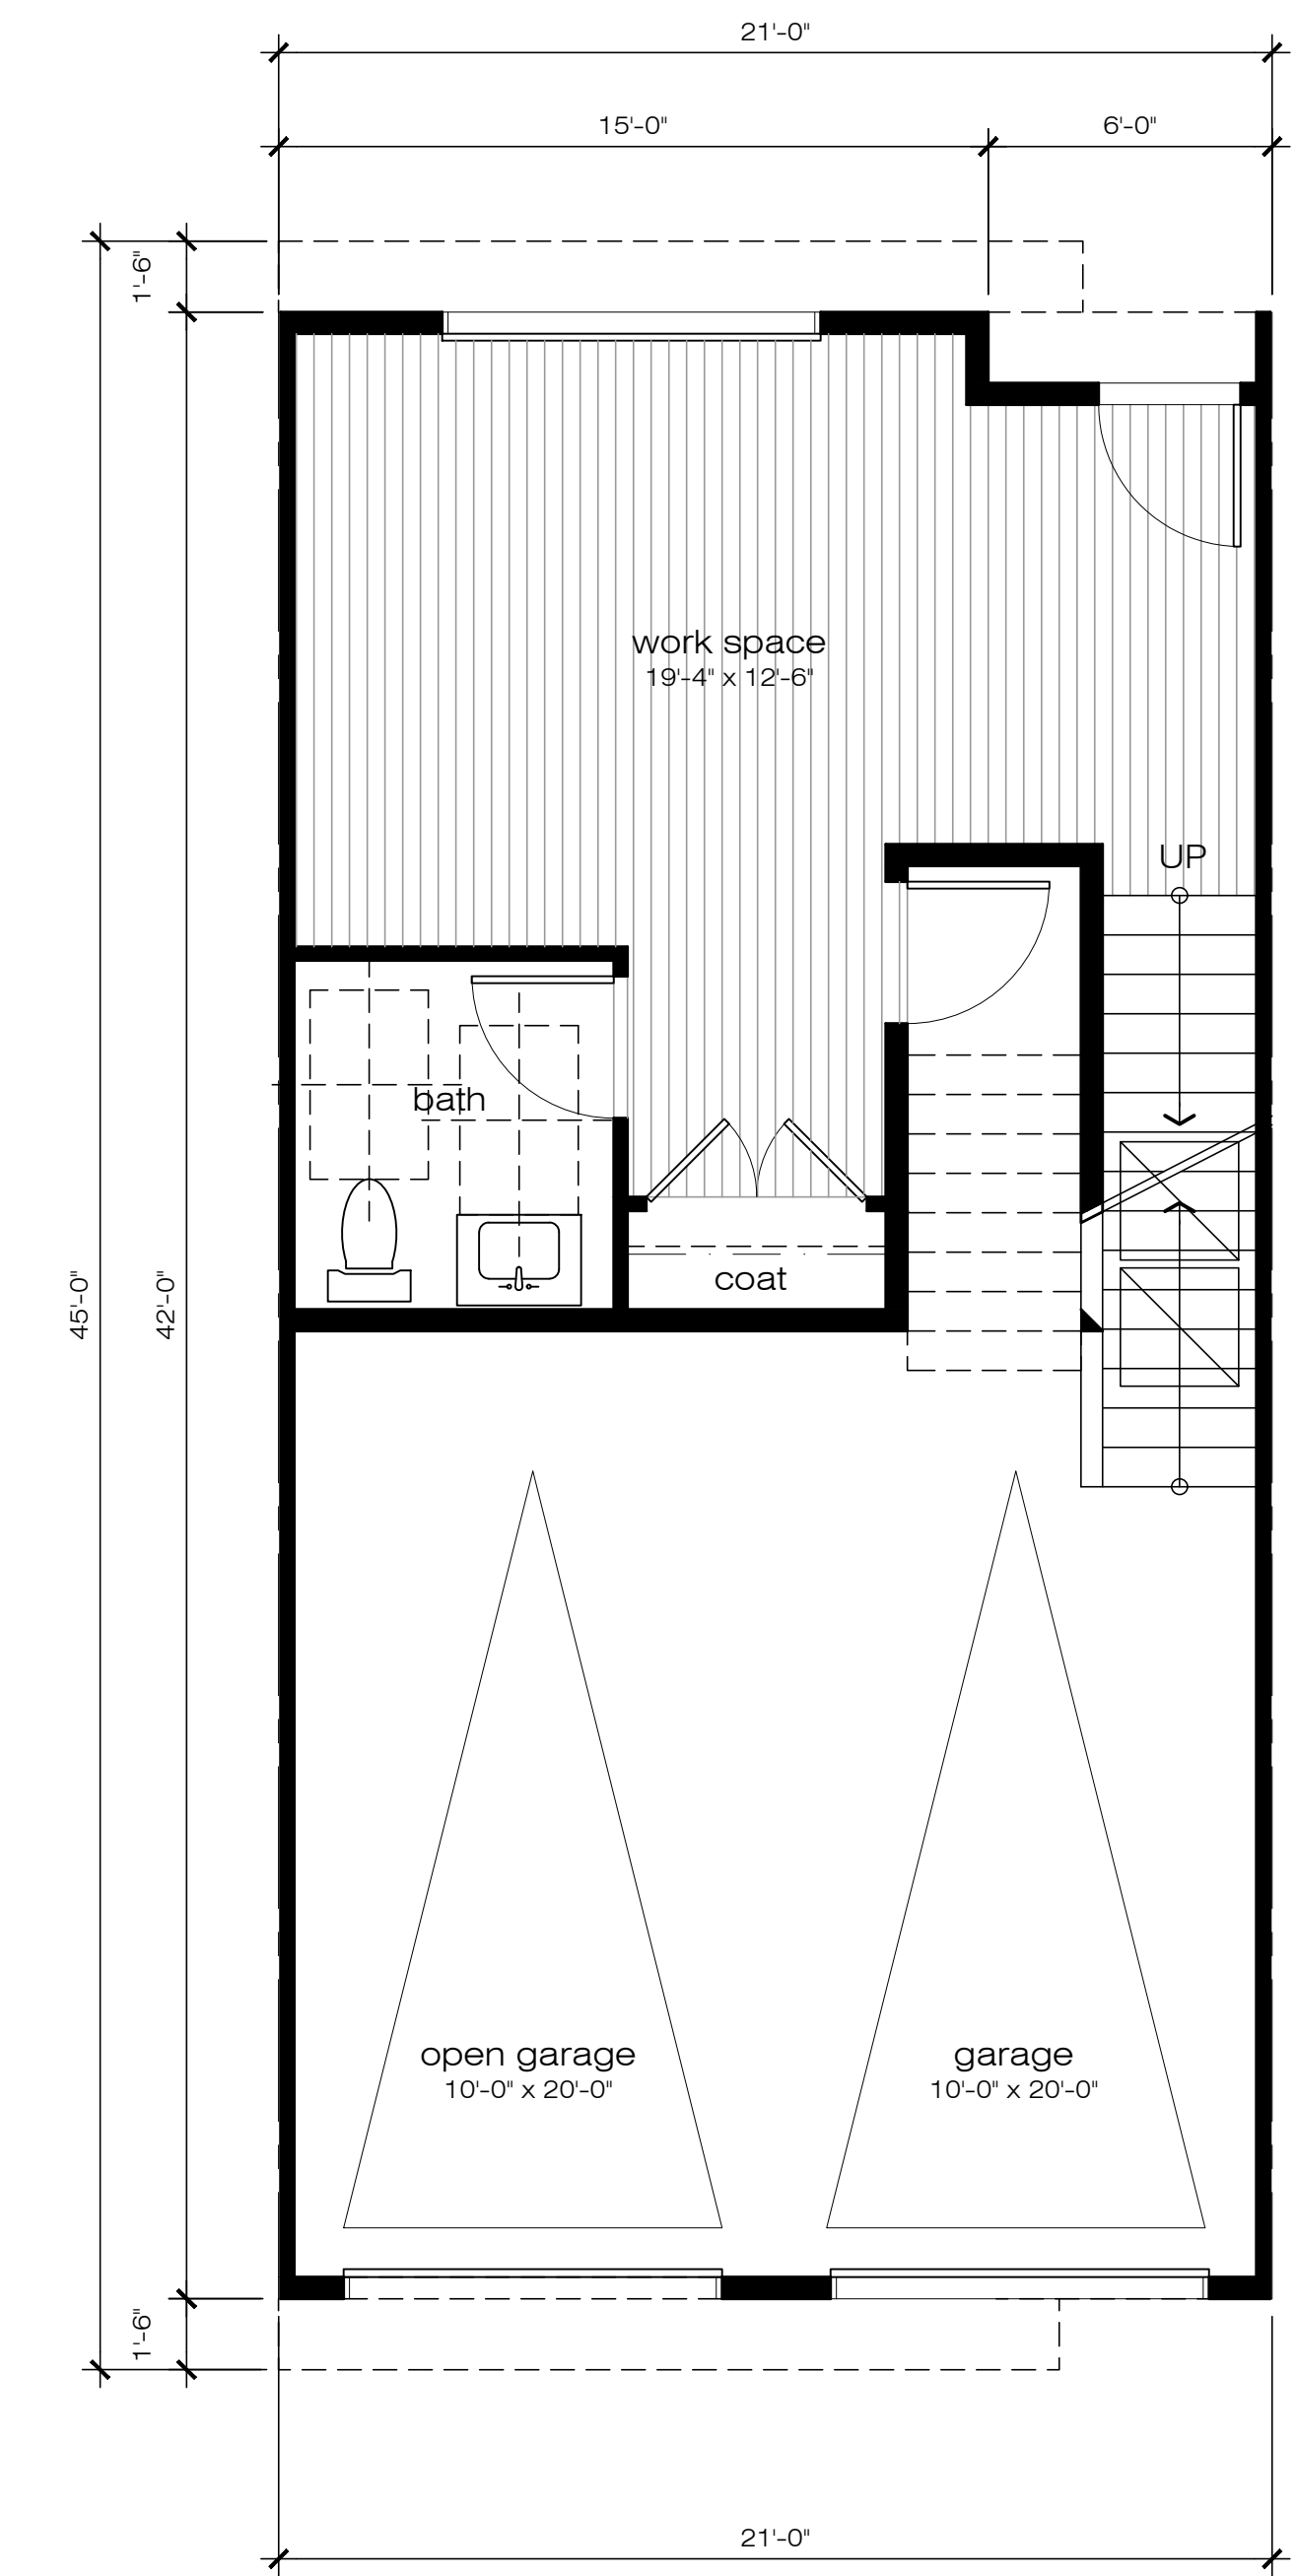 21'-0"
15'-0"
6'-0"
1'-6"
work space
19'-4" x 12'-6"
UP
bath
coat
45'-0"
42'-0"
open garage
10'-0" x 20'-0"
garage
10'-0" x 20'-0"
1'-6"
21'-0"